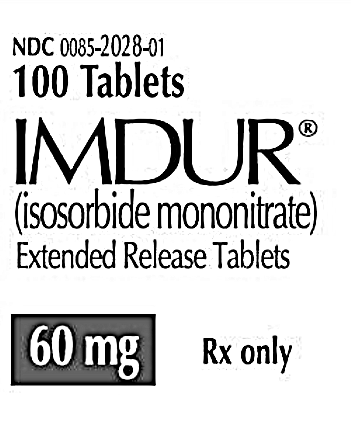 NDC 0085-2028-01
100 Tablets
IMDUR®
(isosorbide mononitrate)
Extended Release Tablets
60 mg
Rx only